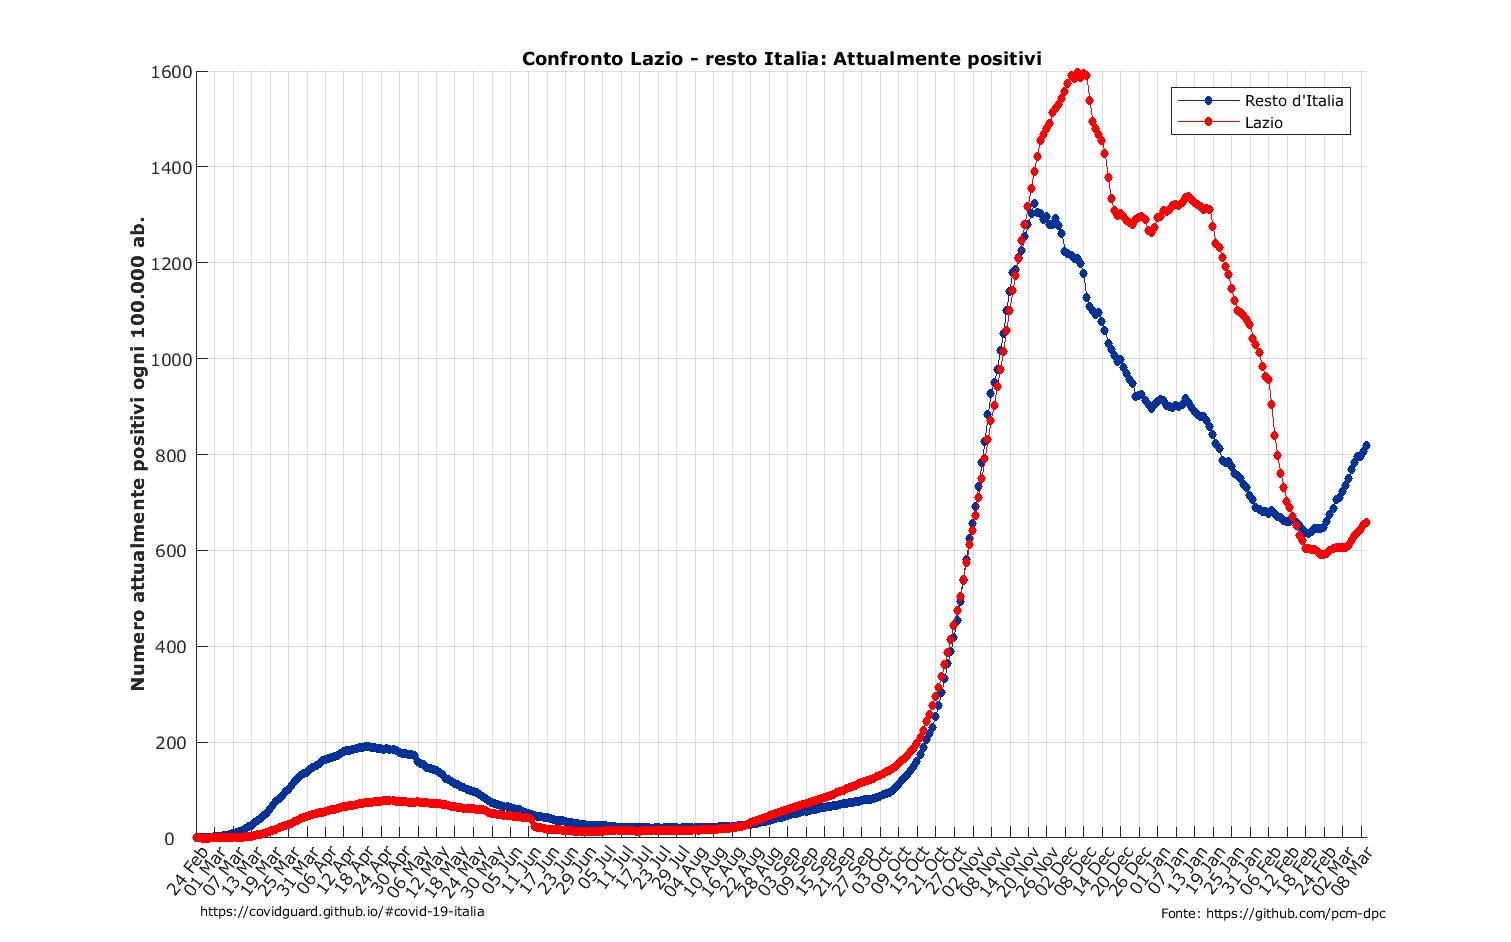 Confronto Lazio - resto Italia: Attualmente positivi
Numero attualmente positivi ogni 100.000 ab.
1600
1400
1200
1000
800
600
400
200
0
Resto d'Italia
Lazio
24 Feb
01 Mar
07 Mar
13 Mar
19 Mar
25 Mar
31 Mar
06 Apr
12 Apr
18 Apr
24 Apr
30 Apr
06 May
12 May
18 May
24 May
30 May
05 Jun
11 Jun
17 Jun
23 Jun
29 Jun
05 Jul
11 Jul
17 Jul
23 Jul
29 Jul
04 Aug
10 Aug
16 Aug
22 Aug
28 Aug
03 Sep
09 Sep
15 Sep
21 Sep
27 Sep
03 Oct
09 Oct
15 Oct
21 Oct
27 Oct
02 Nov
08 Nov
14 Nov
20 Nov
26 Nov
02 Dec
08 Dec
14 Dec
20 Dec
26 Dec
01 Jan
07 Jan
13 Jan
19 Jan
25 Jan
31 Jan
06 Feb
12 Feb
18 Feb
24 Feb
02 Mar
08 Mar
https://covidguard.github.io/#covid-19-italia
Fonte: https://github.com/pcm-dpc